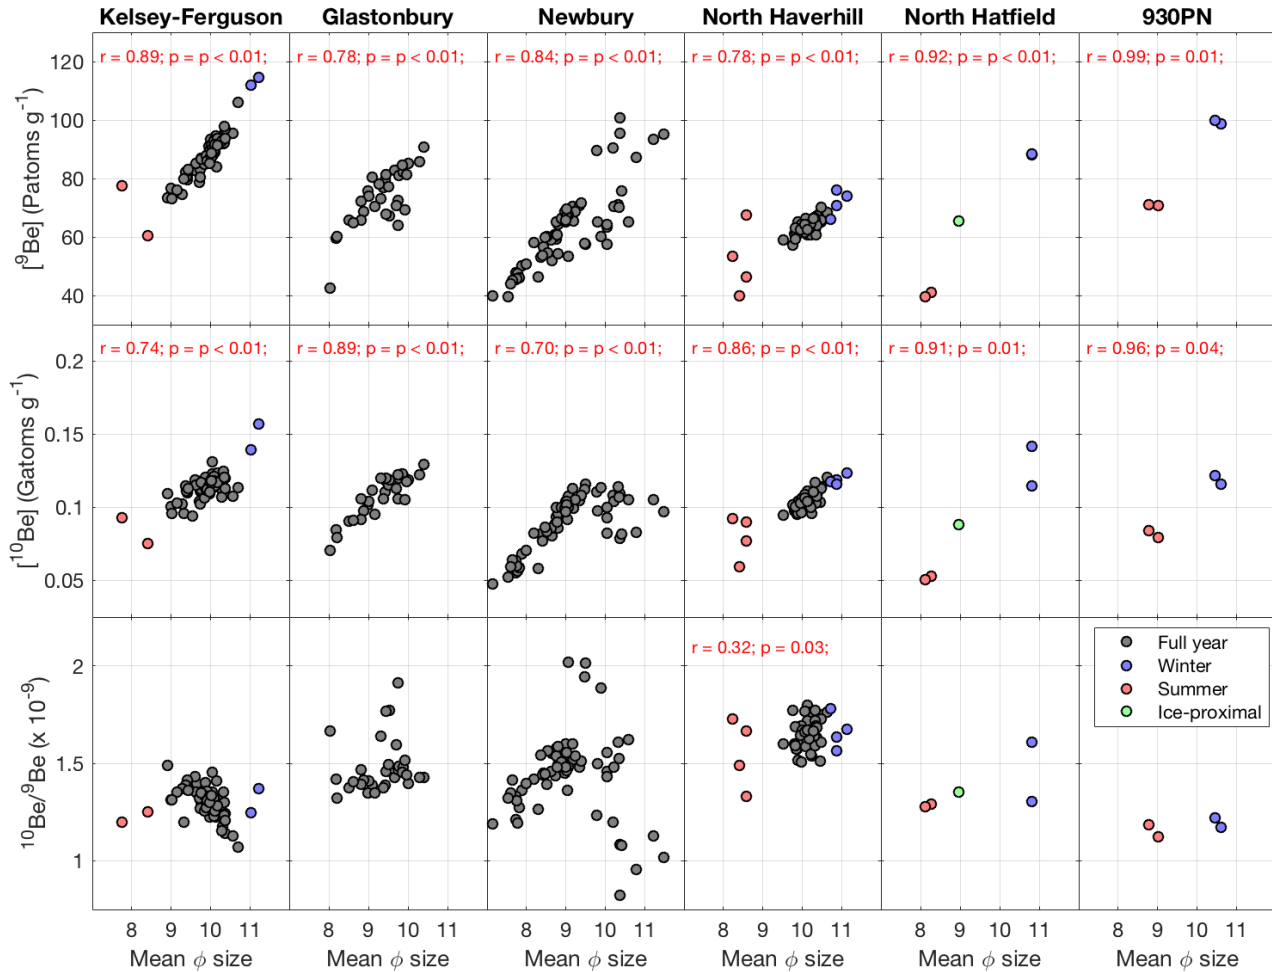 Kelsey-Ferguson Glastonbury Newbury North Haverhill North Hatfield 930PN
r = 0.89; p = p < 0.01; r = 0.78; p = p < 0.01; r = 0.84; p = p < 0.01; r = 0.78; p = p < 0.01; r = 0.92; p = p < 0.01; r = 0.99; p = 0.01;
[⁹Be] (Patoms g⁻¹)
120
100
80
60
40
r = 0.74; p = p < 0.01; r = 0.89; p = p < 0.01; r = 0.70; p = p < 0.01; r = 0.86; p = p < 0.01; r = 0.91; p = 0.01; r = 0.96; p = 0.04;
[¹⁰Be] (Gatoms g⁻¹)
0.2
0.15
0.1
0.05
r = 0.32; p = 0.03;
¹⁰Be/⁹Be (x 10⁻⁹)
2
1.5
1
Full year
Winter
Summer
Ice-proximal
8 9 10 11 8 9 10 11 8 9 10 11 8 9 10 11 8 9 10 11 8 9 10 11
Mean ϕ size Mean ϕ size Mean ϕ size Mean ϕ size Mean ϕ size Mean ϕ size